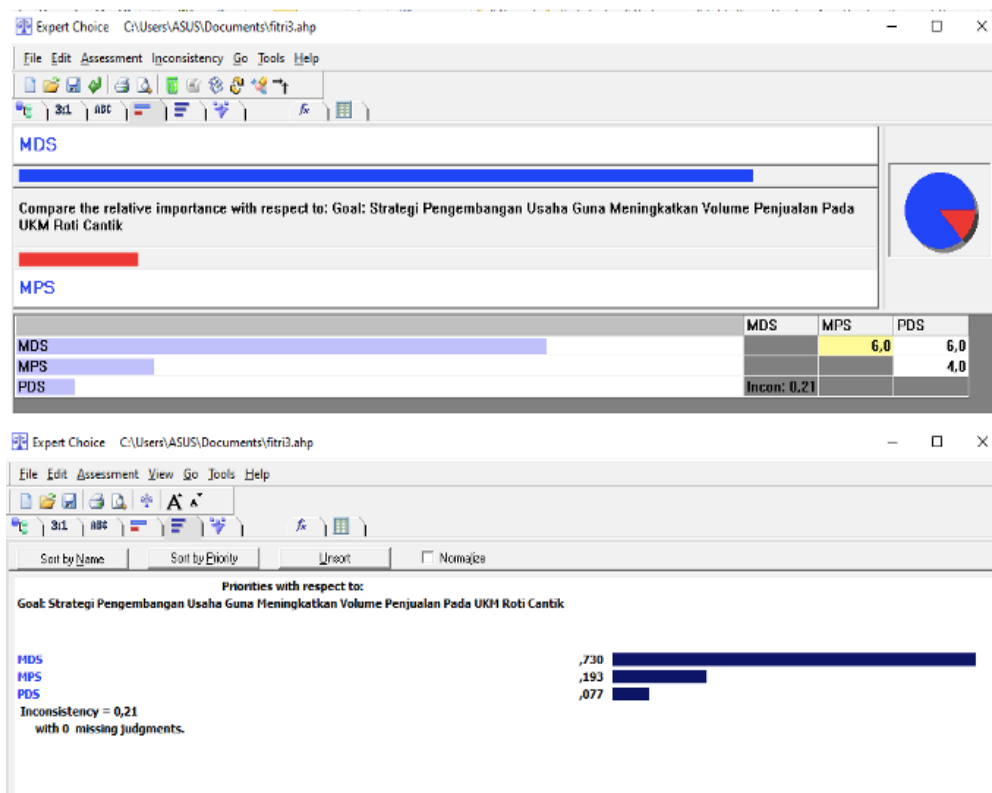 Expert Choice C:\Users\ASUS\Documents\fitri3.ahp
File Edit Assessment Inconsistency Go Tools Help
3:1 ABC fx
MDS
Compare the relative importance with respect to: Goal: Strategi Pengembangan Usaha Guna Meningkatkan Volume Penjualan Pada
UKM Roti Cantik
MPS
MDS MPS PDS
MDS 6,0 6,0
MPS 4,0
PDS Incon: 0,21
Expert Choice C:\Users\ASUS\Documents\fitri3.ahp
File Edit Assessment View Go Tools Help
A A
3:1 ABC fx
Sort by Name Sort by Priority Unsort Normalize
Priorities with respect to:
Goal: Strategi Pengembangan Usaha Guna Meningkatkan Volume Penjualan Pada UKM Roti Cantik
MDS ,730
MPS ,193
PDS ,077
Inconsistency = 0,21
with 0 missing judgments.